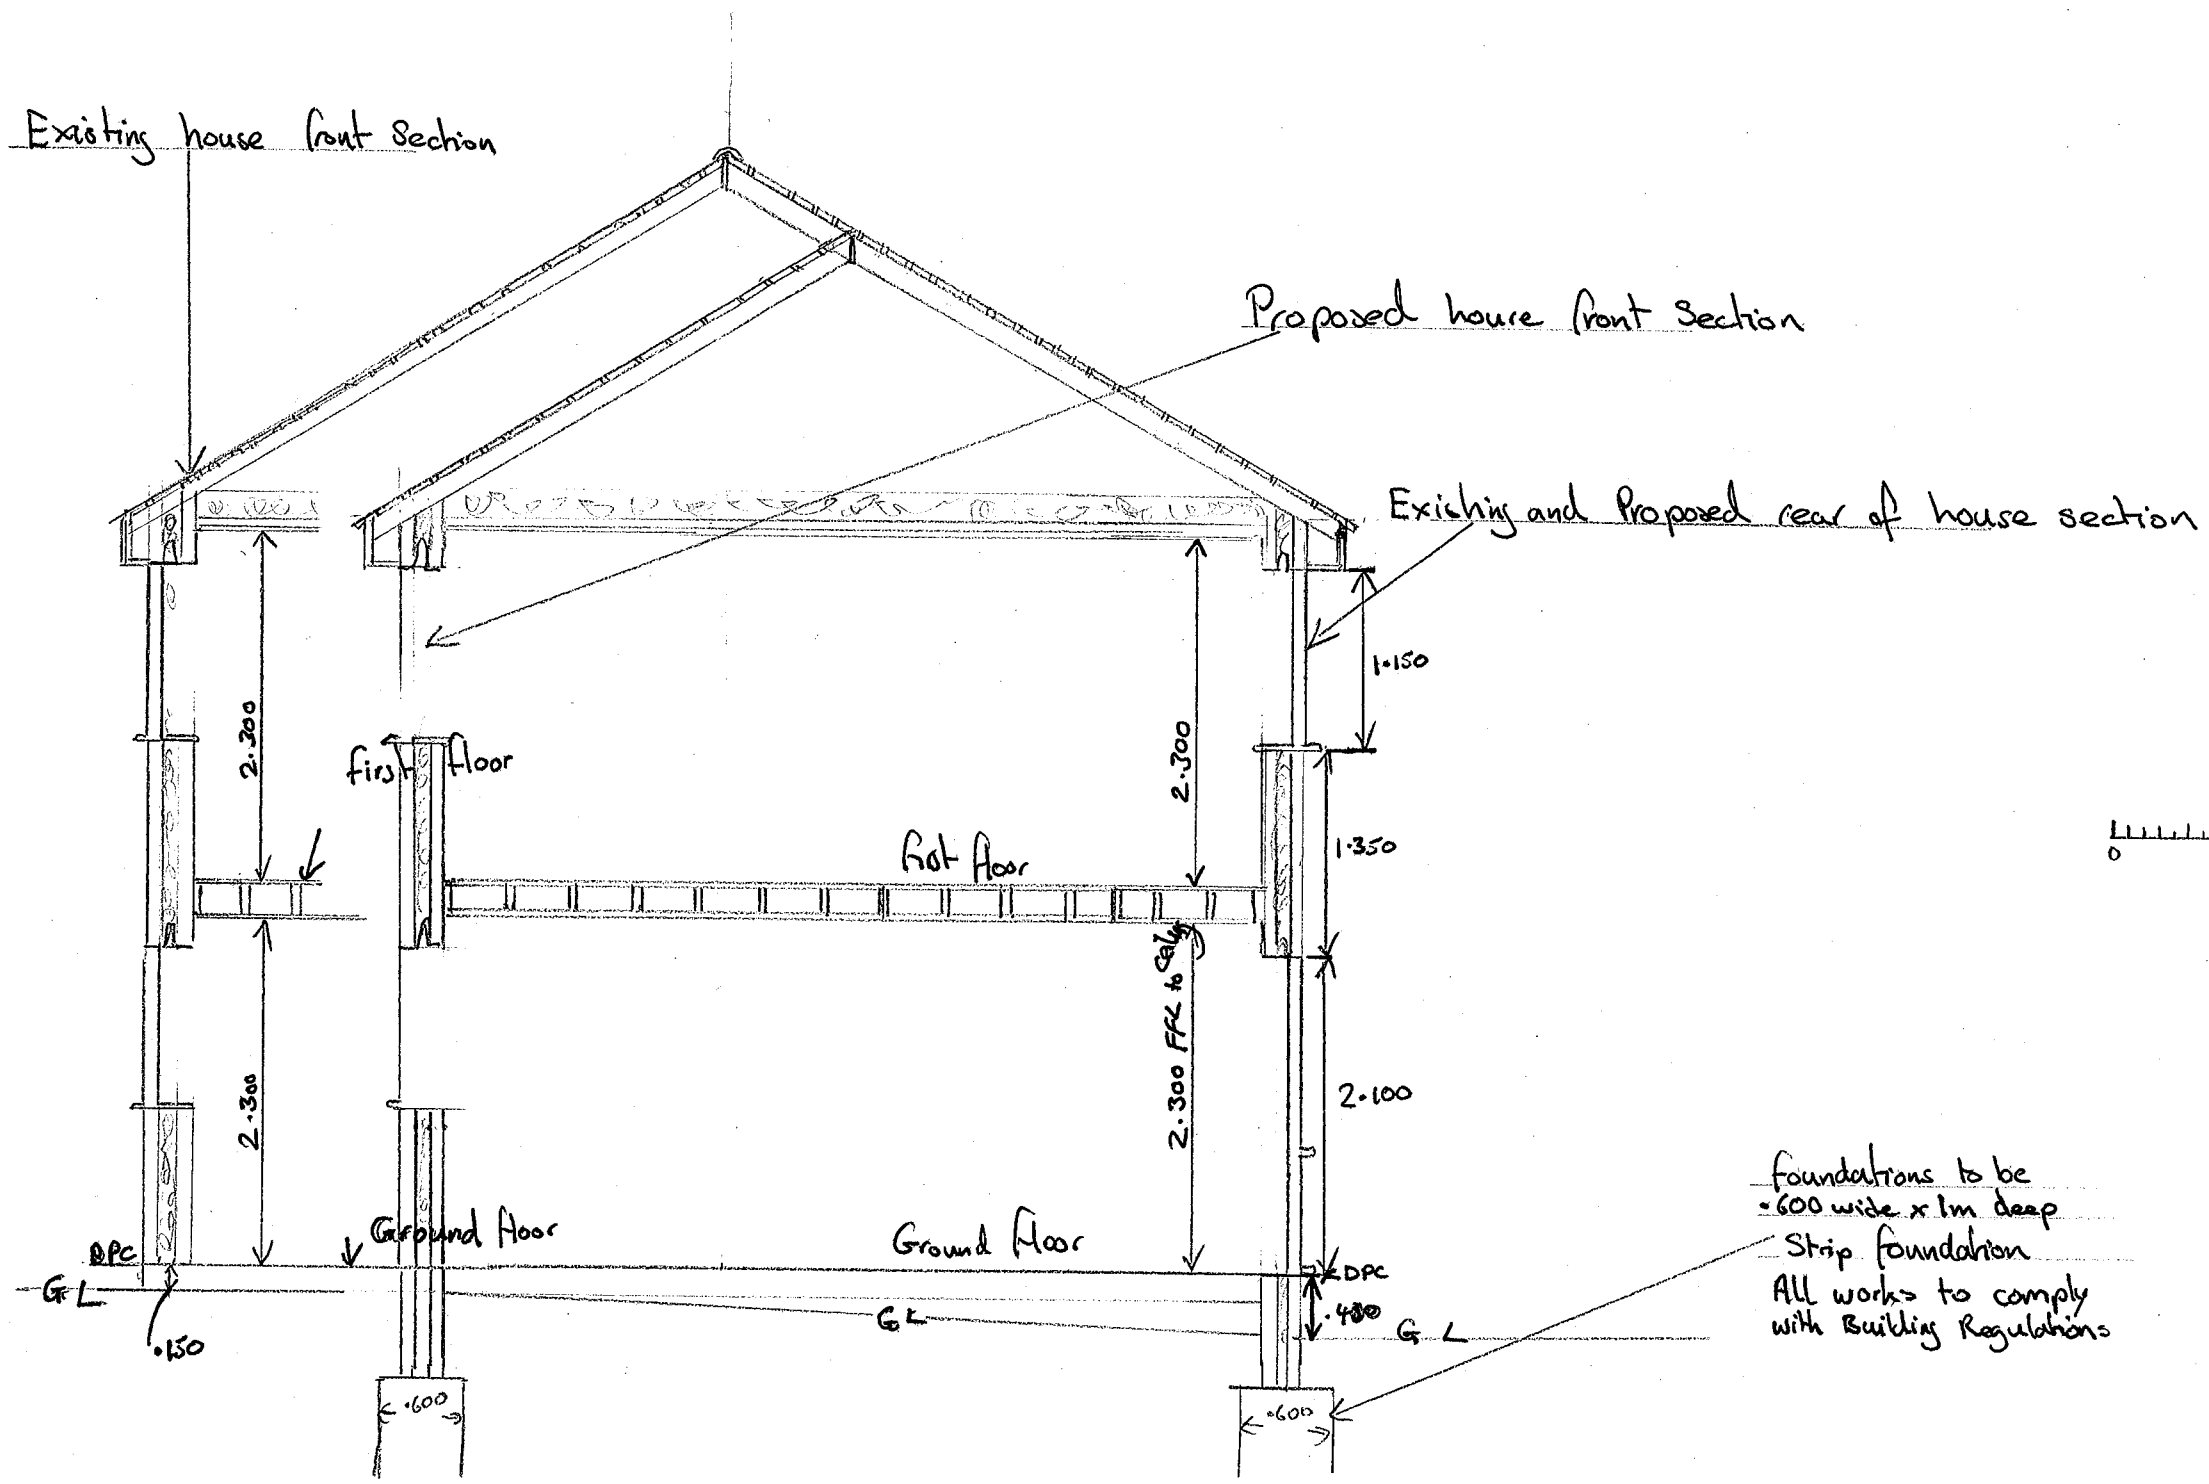 Existing house front section
Proposed house front section
Existing and Proposed rear of house section
1.150
2.300
2.300
first floor
1.350
first floor
2.300
2.300 FFL to
2.100
Ground floor
Ground floor
DPC
DPC
GL
GL
GL
.150
.600
.600
0
foundations to be
.600 wide x 1m deep
Strip foundation
All works to comply
with Building Regulations